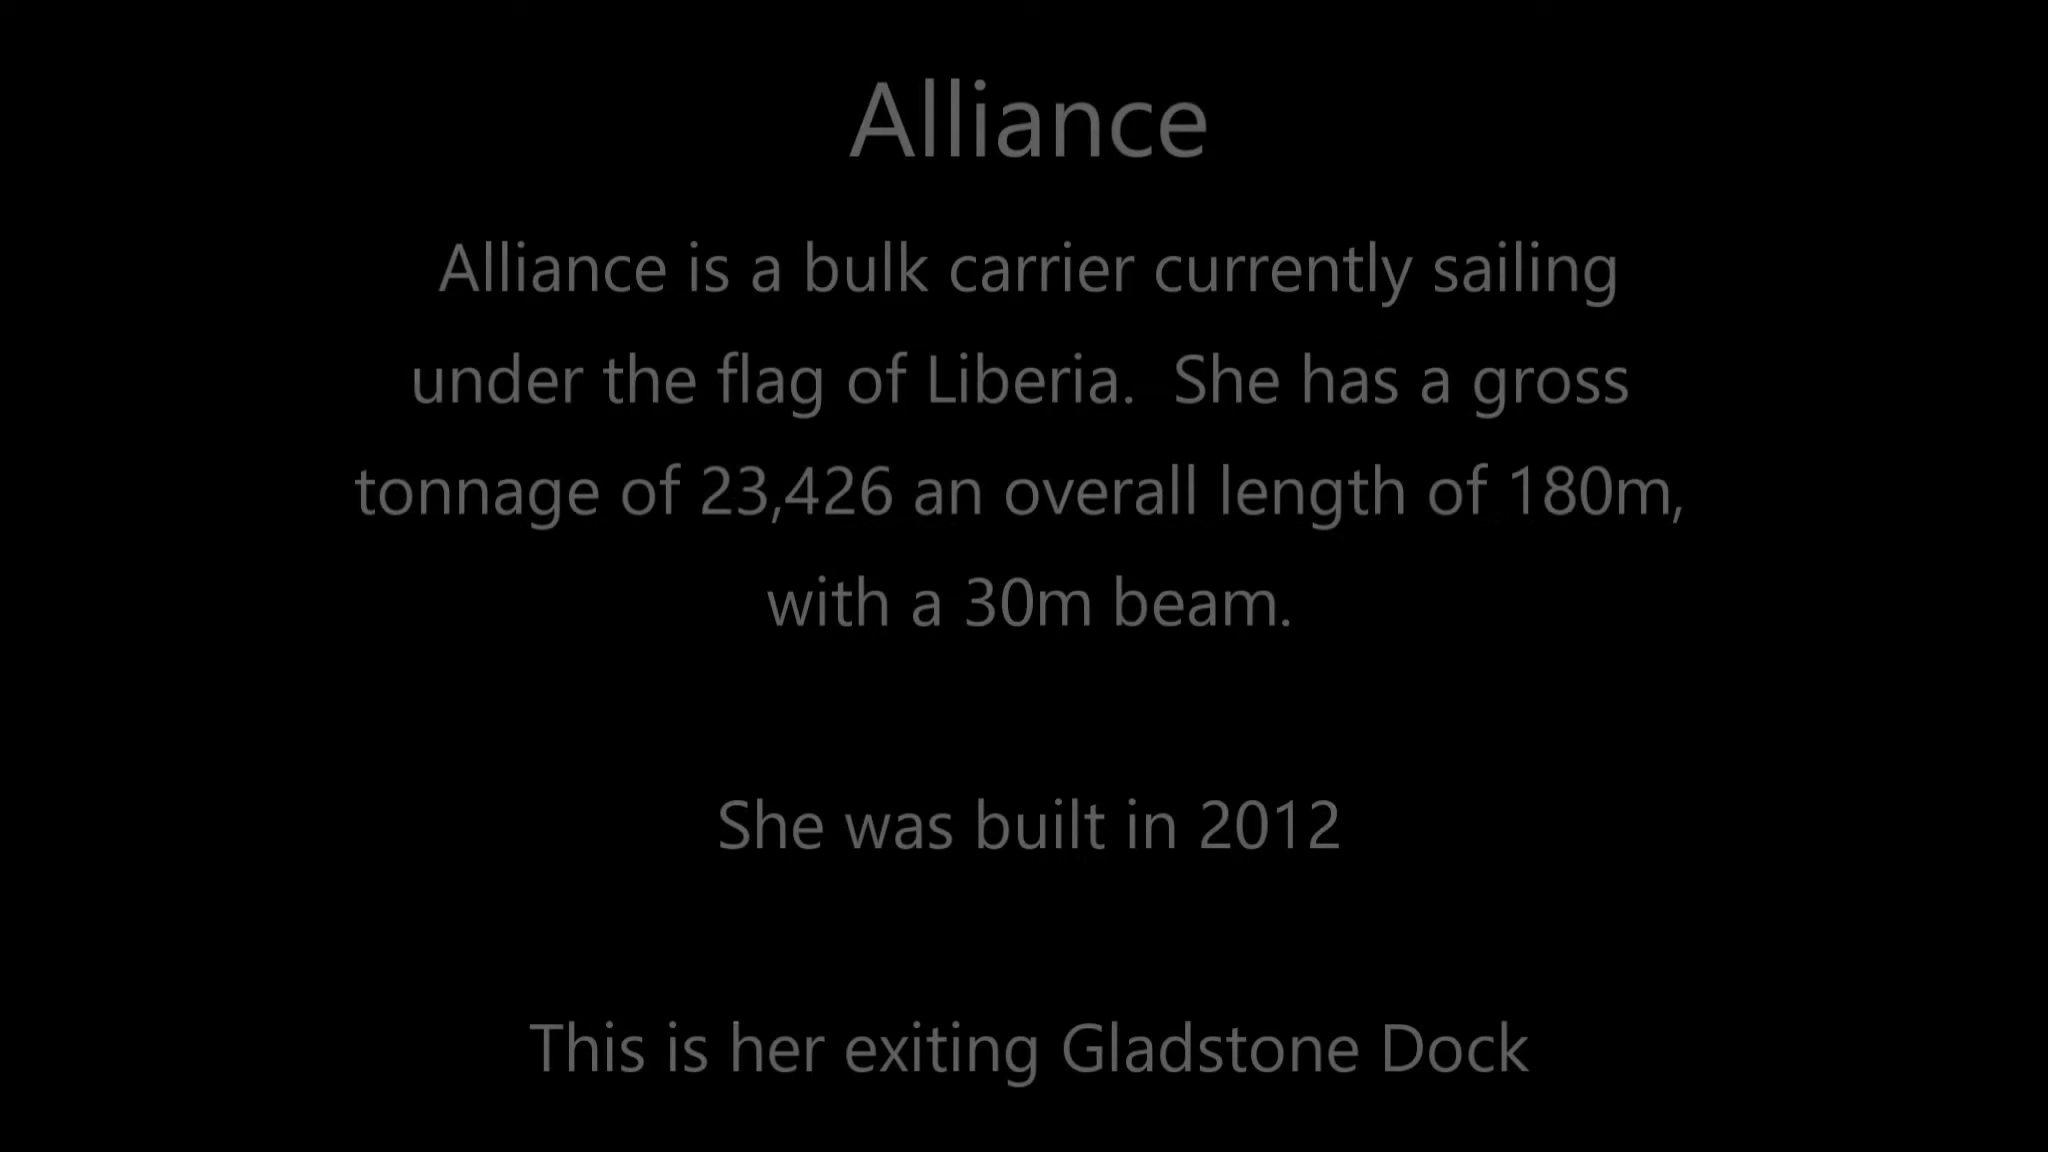 Alliance
Alliance is a bulk carrier currently sailing
under the flag of Liberia.  She has a gross
tonnage of 23,426 an overall length of 180m,
with a 30m beam.
She was built in 2012
This is her exiting Gladstone Dock